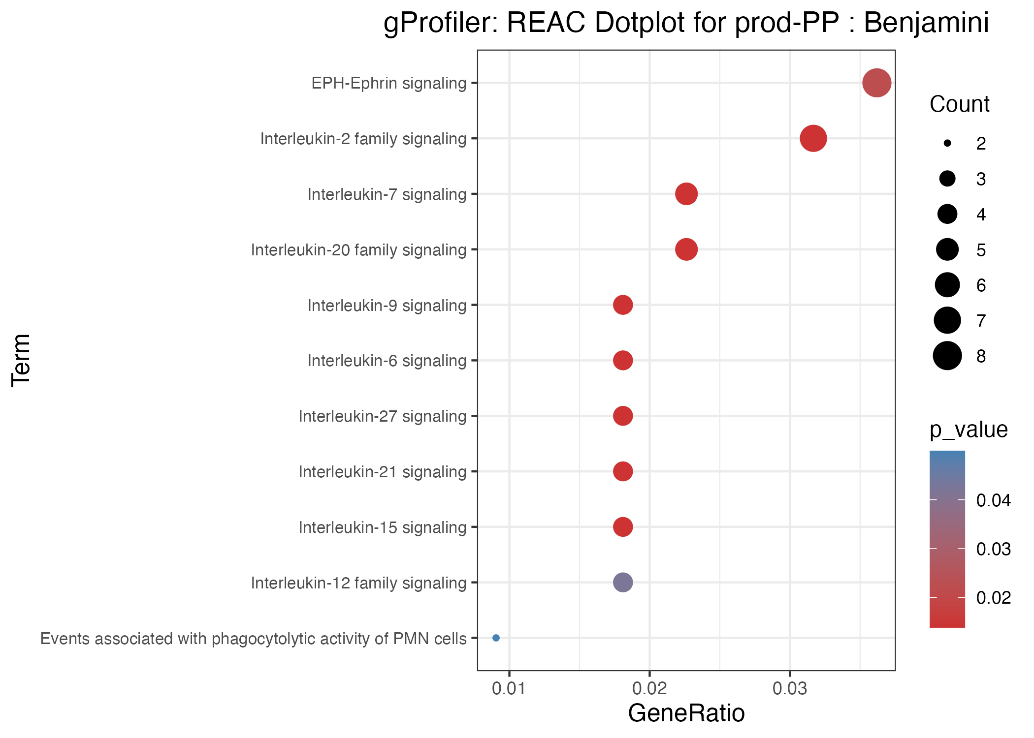 gProfiler: REAC Dotplot for prod-PP : Benjamini
Term
EPH-Ephrin signaling
Interleukin-2 family signaling
Interleukin-7 signaling
Interleukin-20 family signaling
Interleukin-9 signaling
Interleukin-6 signaling
Interleukin-27 signaling
Interleukin-21 signaling
Interleukin-15 signaling
Interleukin-12 family signaling
Events associated with phagocytolytic activity of PMN cells
0.01 0.02 0.03
GeneRatio
Count
2
3
4
5
6
7
8
p_value
0.04
0.03
0.02